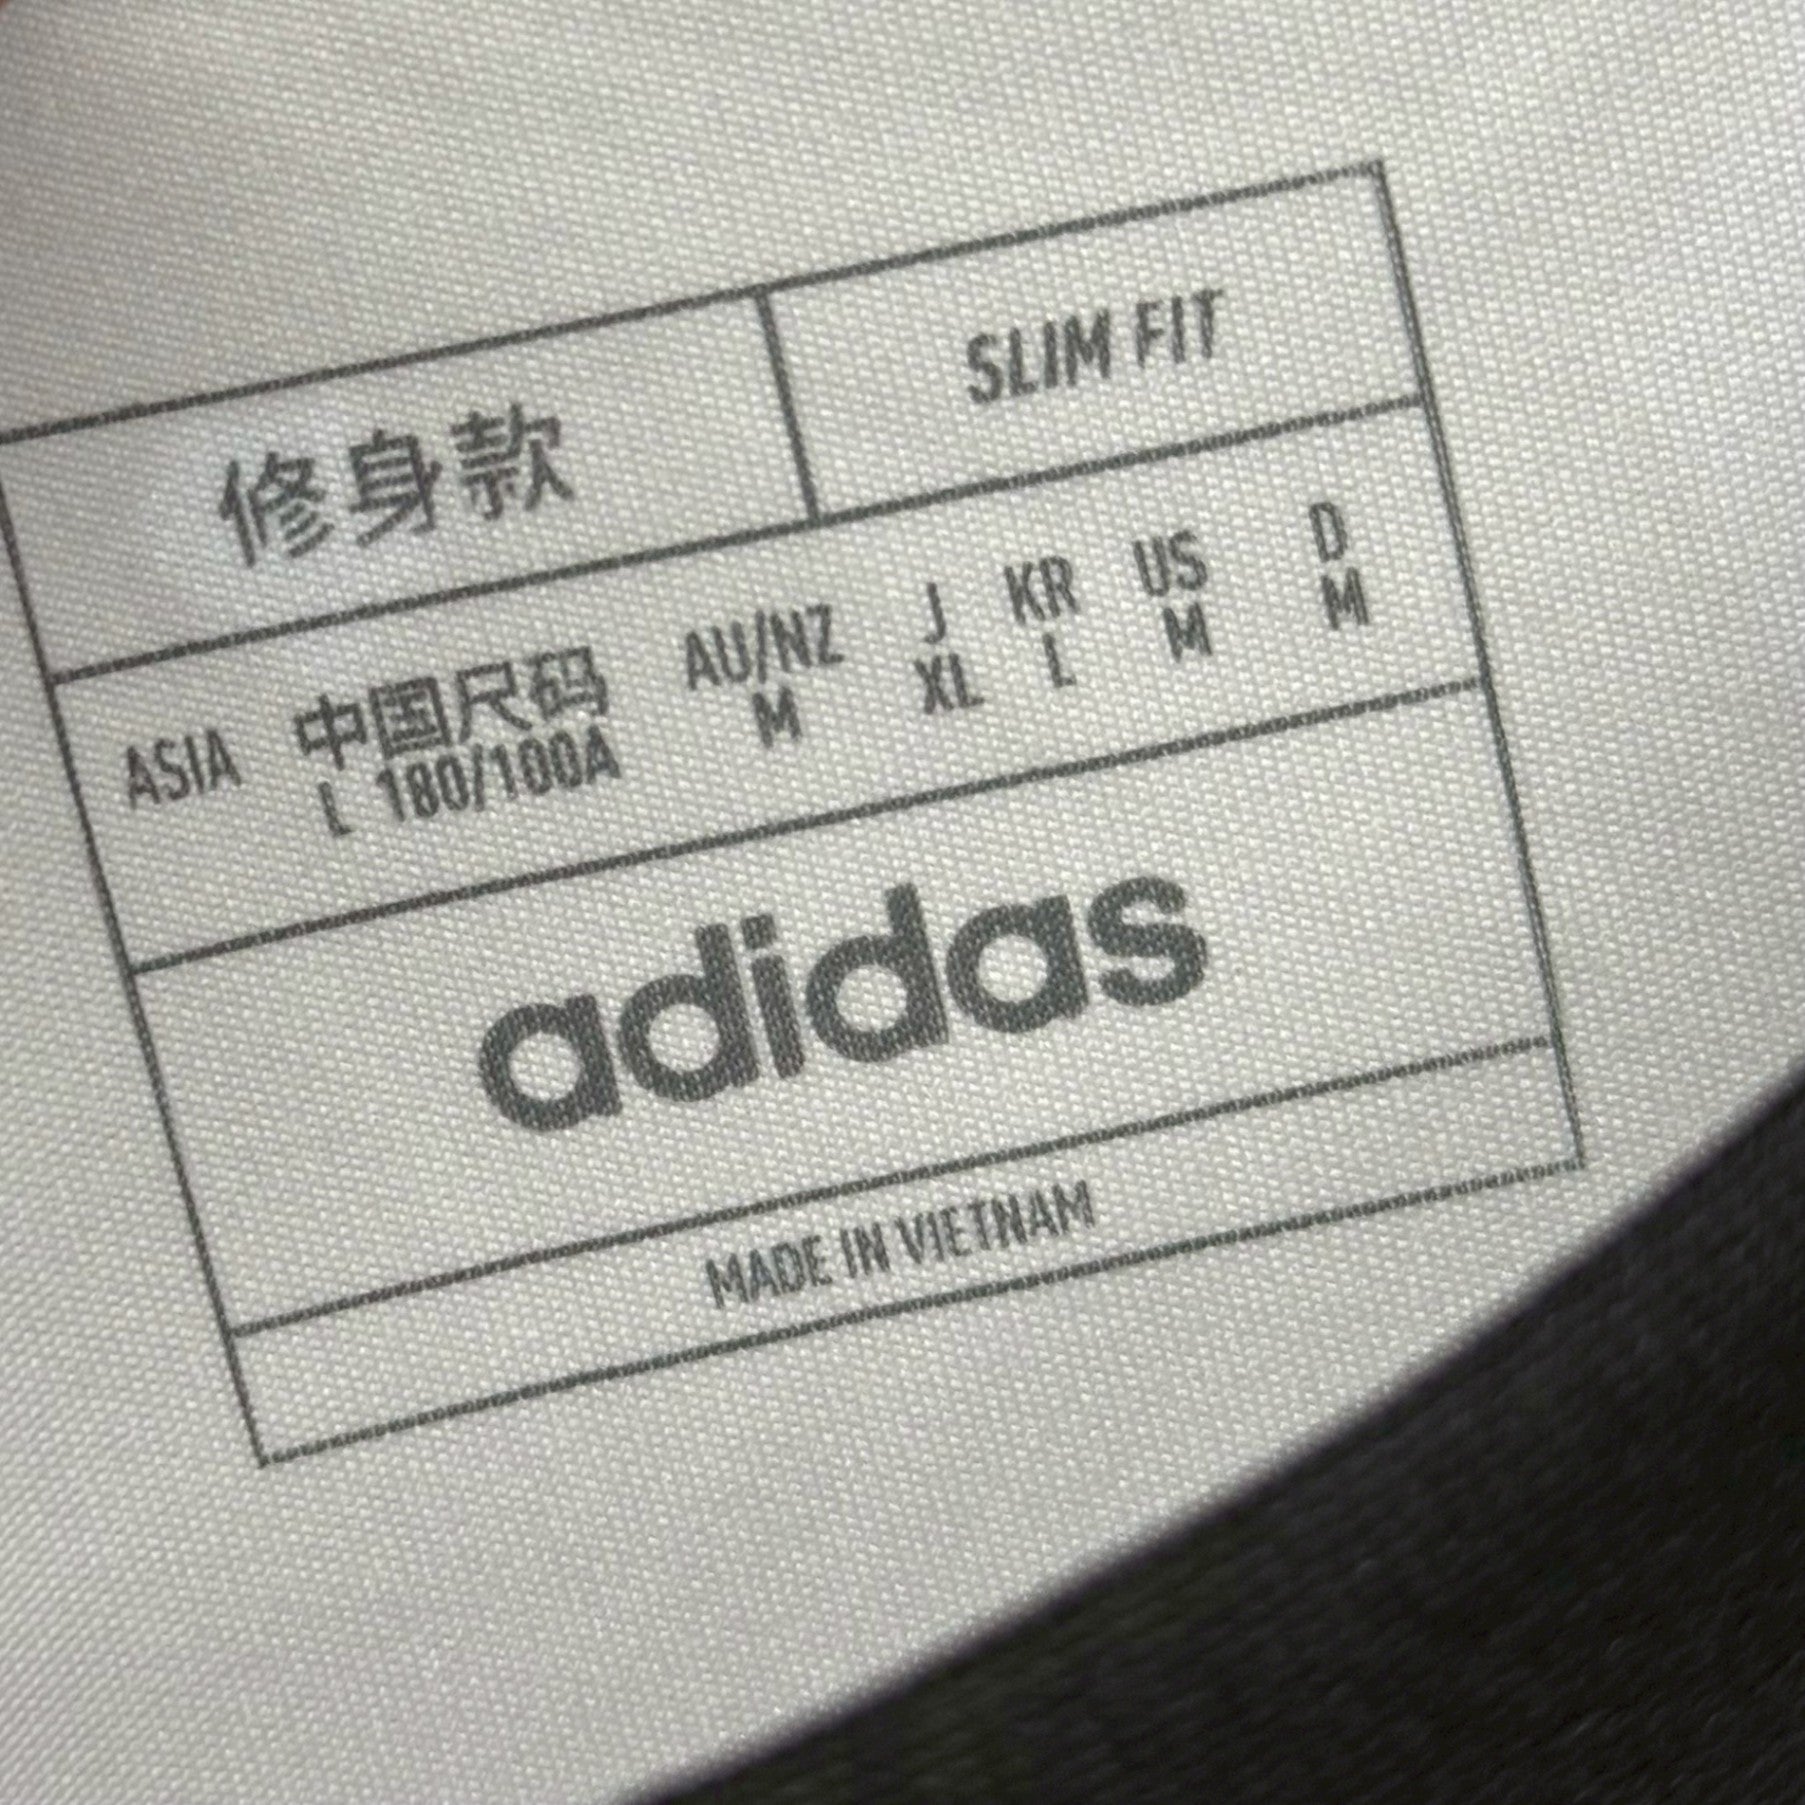 修身款 SLIM FIT
ASIA 中国尺码 AU/NZ J KR US D
L 180/100A M XL L M M
adidas
MADE IN VIETNAM